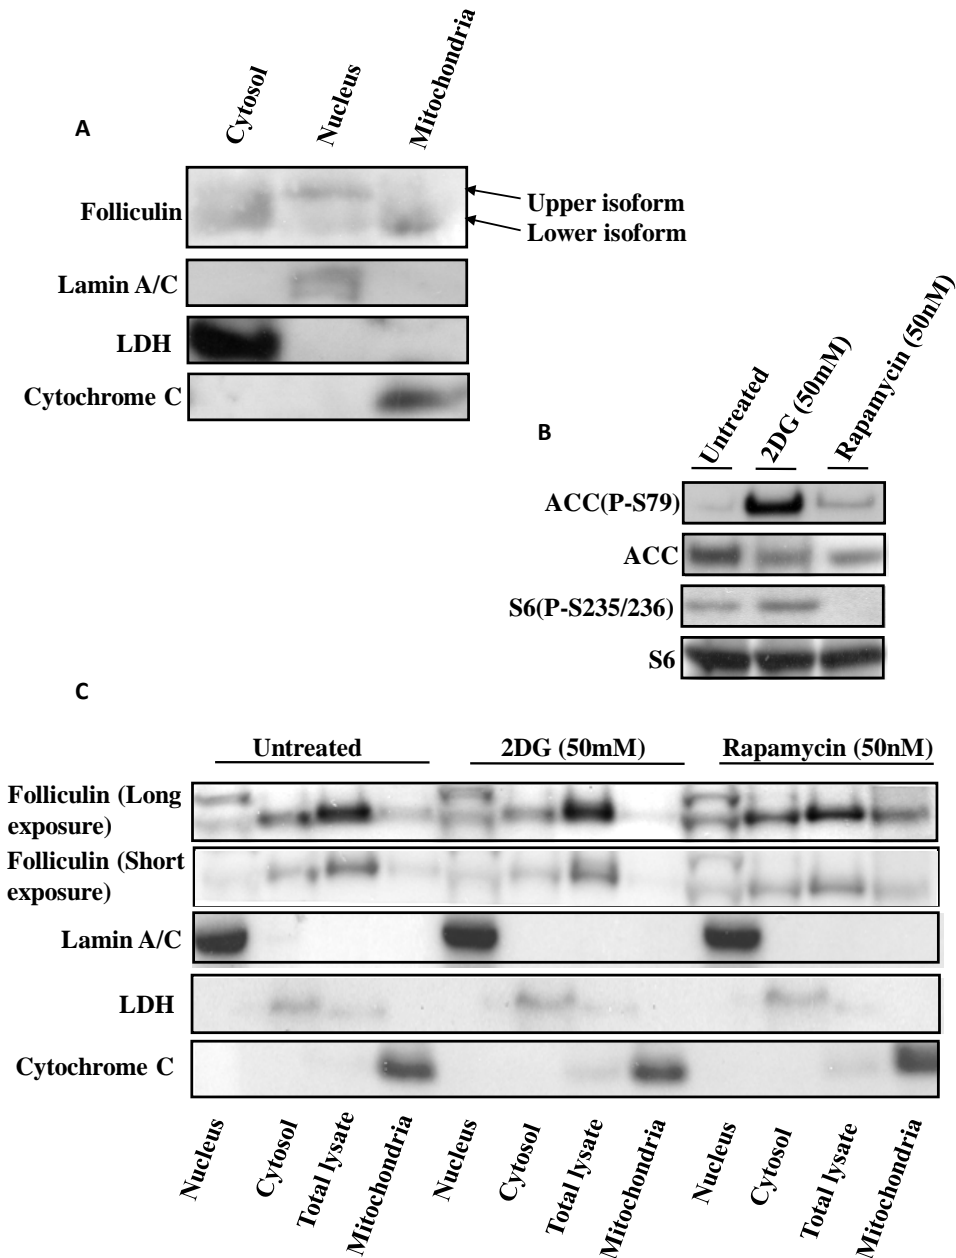 A
Cytosol
Nucleus
Mitochondria
Folliculin
Upper isoform
Lower isoform
Lamin A/C
LDH
Cytochrome C
B
Untreated
2DG (50mM)
Rapamycin (50nM)
ACC(P-S79)
ACC
S6(P-S235/236)
S6
C
Untreated
2DG (50mM)
Rapamycin (50nM)
Folliculin (Long
exposure)
Folliculin (Short
exposure)
Lamin A/C
LDH
Cytochrome C
Nucleus
Cytosol
Total lysate
Mitochondria
Nucleus
Cytosol
Total lysate
Mitochondria
Nucleus
Cytosol
Total lysate
Mitochondria